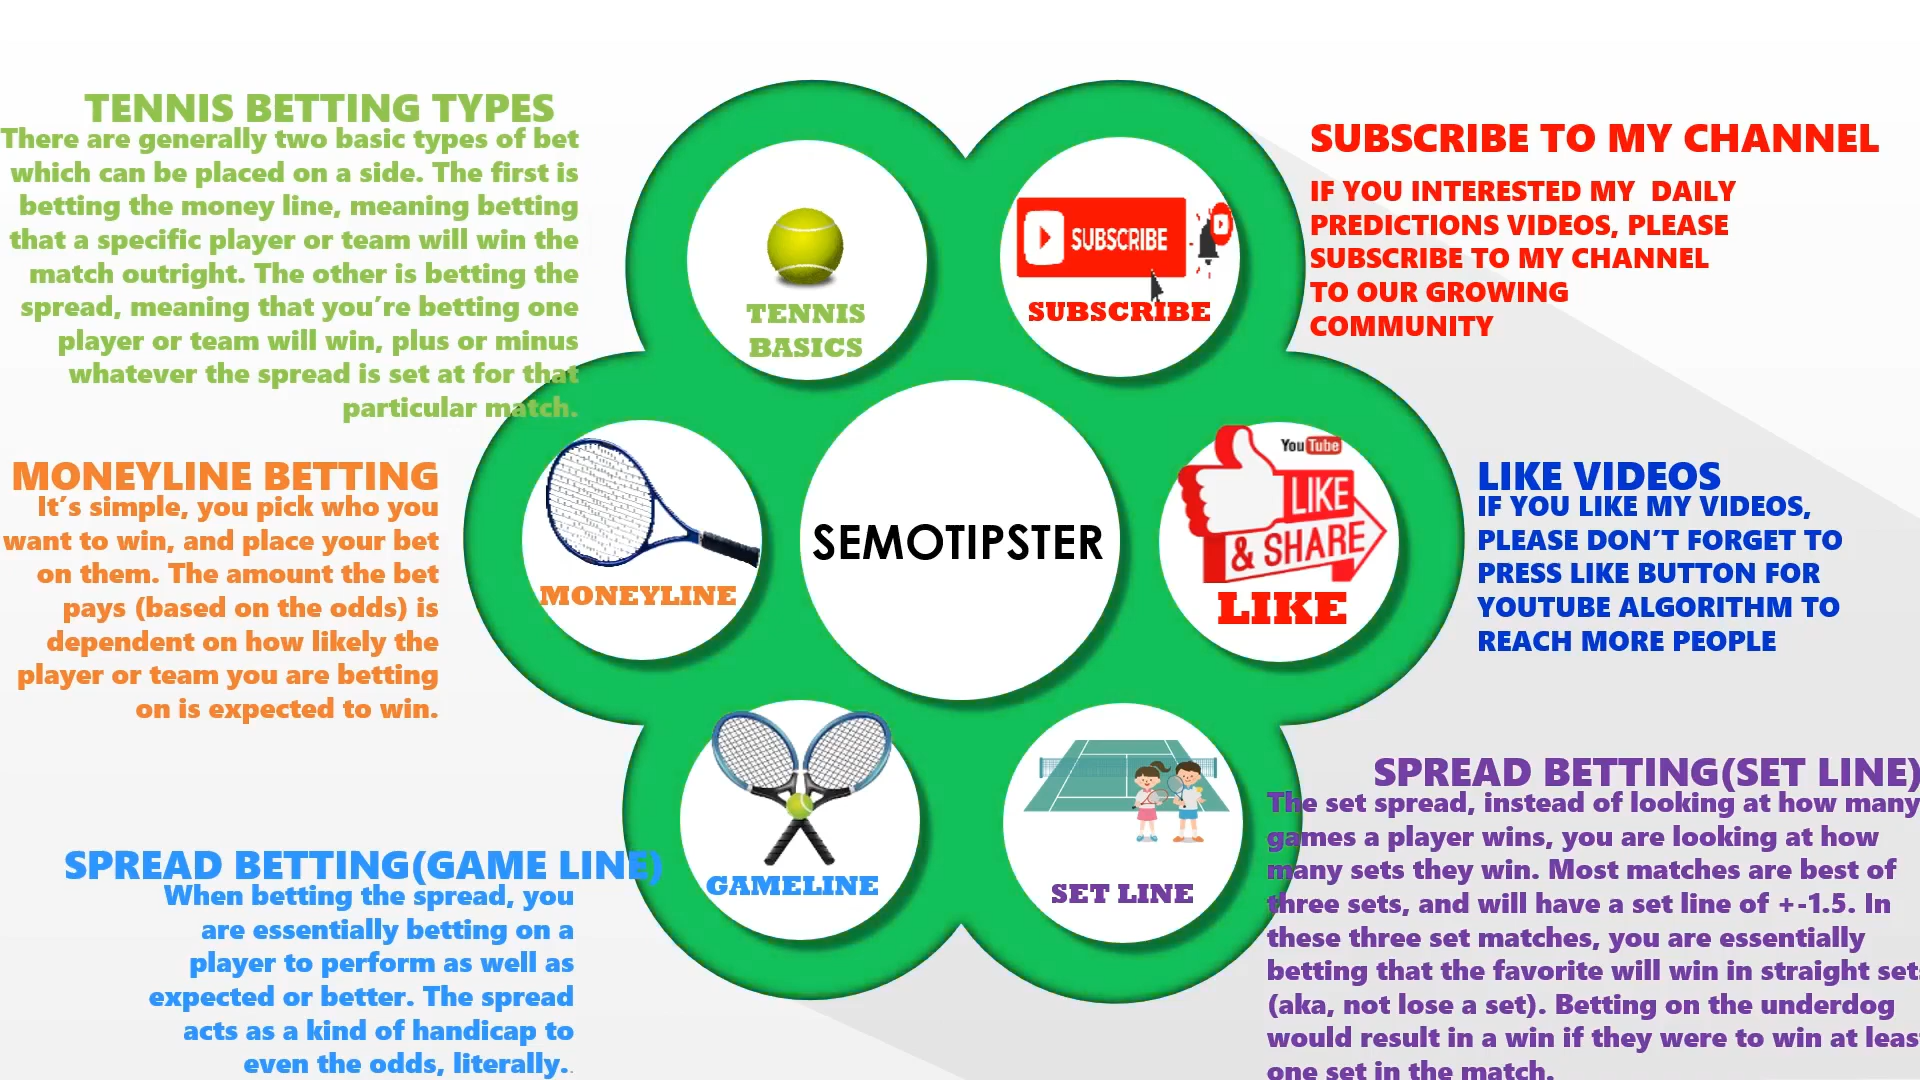 TENNIS BETTING TYPES
There are generally two basic types of bet
which can be placed on a side. The first is
betting the money line, meaning betting
that a specific player or team will win the
match outright. The other is betting the
spread, meaning that you’re betting one
player or team will win, plus or minus
whatever the spread is set at for that
particular match.
MONEYLINE BETTING
It’s simple, you pick who you
want to win, and place your bet
on them. The amount the bet
pays (based on the odds) is
dependent on how likely the
player or team you are betting
on is expected to win.
SPREAD BETTING(GAME LINE)
When betting the spread, you
are essentially betting on a
player to perform as well as
expected or better. The spread
acts as a kind of handicap to
even the odds, literally..
TENNIS
BASICS
SUBSCRIBE
SUBSCRIBE
MONEYLINE
SEMOTIPSTER
YouTube
LIKE
& SHARE
LIKE
GAMELINE
SET LINE
SUBSCRIBE TO MY CHANNEL
IF YOU INTERESTED MY DAILY
PREDICTIONS VIDEOS, PLEASE
SUBSCRIBE TO MY CHANNEL
TO OUR GROWING
COMMUNITY
LIKE VIDEOS
IF YOU LIKE MY VIDEOS,
PLEASE DON’T FORGET TO
PRESS LIKE BUTTON FOR
YOUTUBE ALGORITHM TO
REACH MORE PEOPLE
SPREAD BETTING(SET LINE)
The set spread, instead of looking at how many
games a player wins, you are looking at how
many sets they win. Most matches are best of
three sets, and will have a set line of +-1.5. In
these three set matches, you are essentially
betting that the favorite will win in straight sets
(aka, not lose a set). Betting on the underdog
would result in a win if they were to win at least
one set in the match.